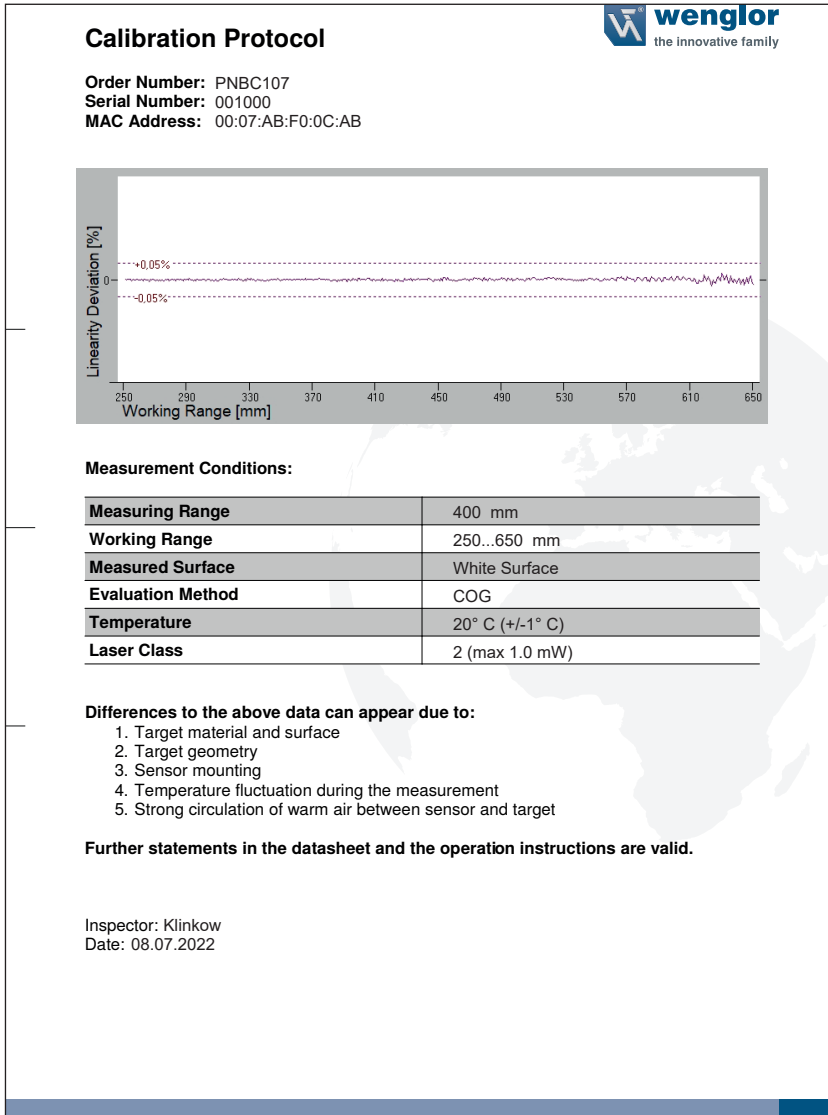 Calibration Protocol
wenglor
the innovative family
Order Number: PNBC107
Serial Number: 001000
MAC Address: 00:07:AB:F0:0C:AB
Linearity Deviation [%]
+0,05%
0
-0,05%
250 290 330 370 410 450 490 530 570 610 650
Working Range [mm]
Measurement Conditions:
Measuring Range 400 mm
Working Range 250...650 mm
Measured Surface White Surface
Evaluation Method COG
Temperature 20° C (+/-1° C)
Laser Class 2 (max 1.0 mW)
Differences to the above data can appear due to:
1. Target material and surface
2. Target geometry
3. Sensor mounting
4. Temperature fluctuation during the measurement
5. Strong circulation of warm air between sensor and target
Further statements in the datasheet and the operation instructions are valid.
Inspector: Klinkow
Date: 08.07.2022